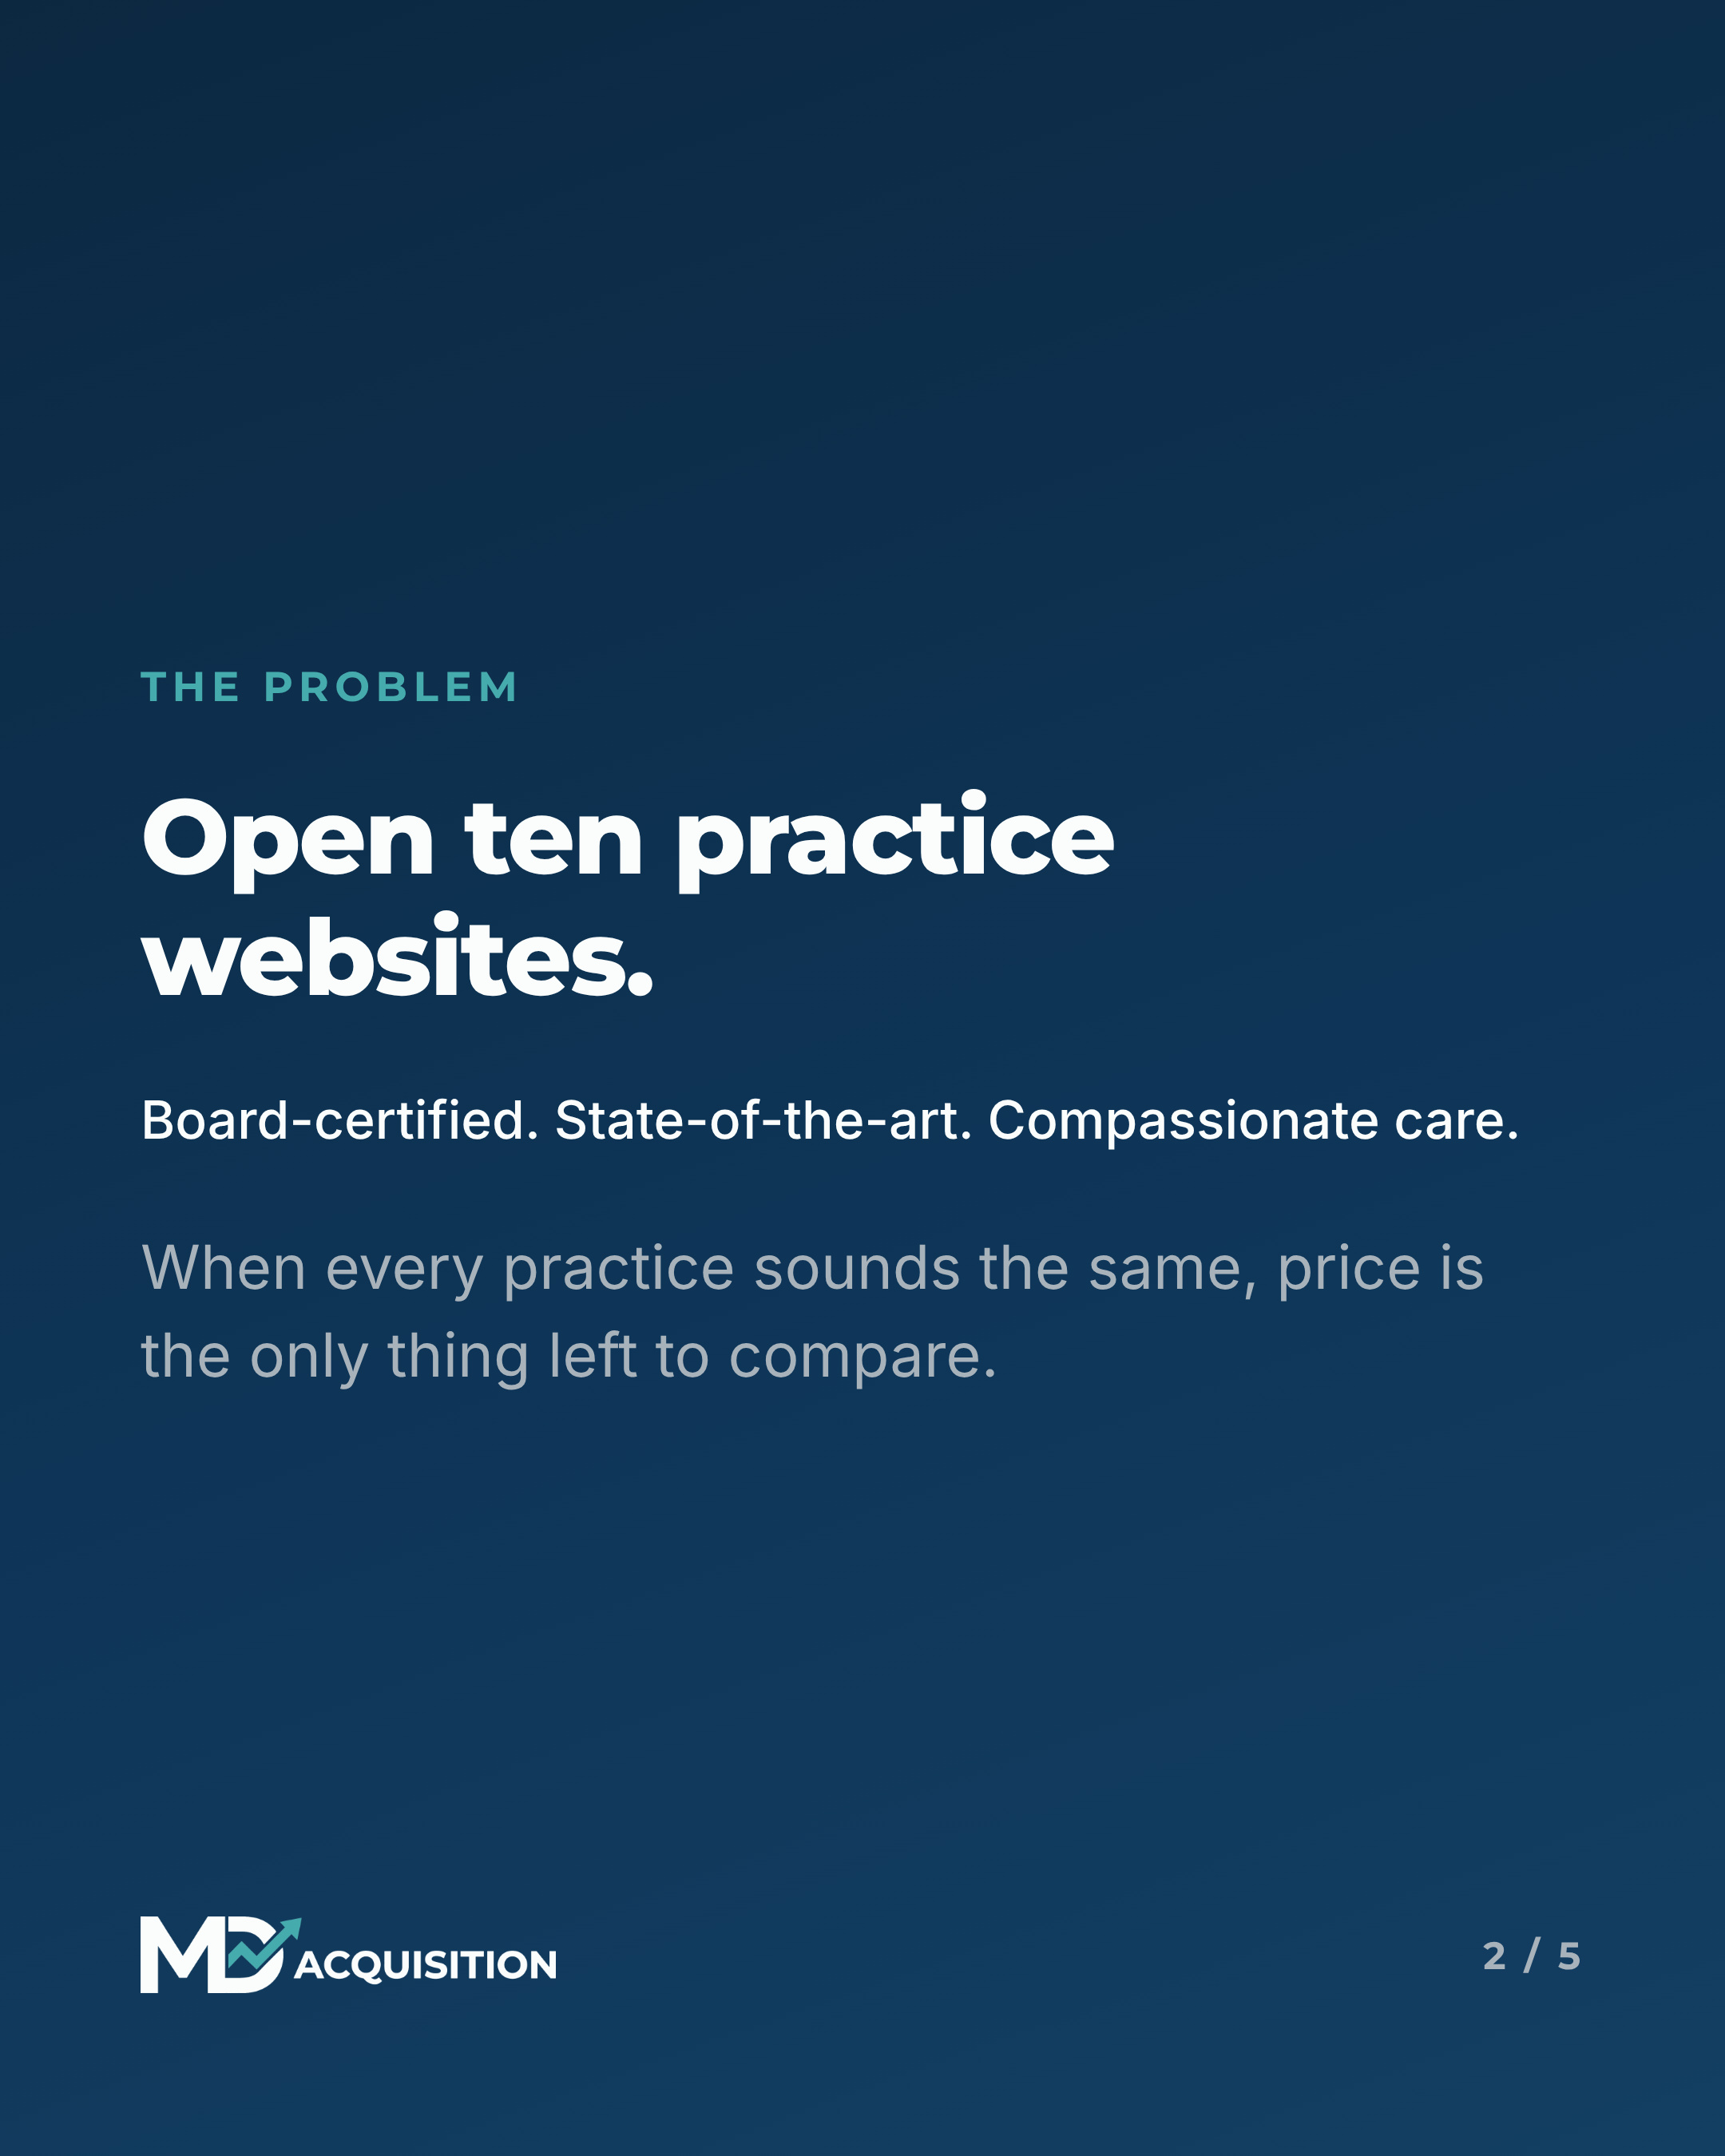 THE PROBLEM
Open ten practice
websites.
Board-certified. State-of-the-art. Compassionate care.
When every practice sounds the same, price is
the only thing left to compare.
MD ACQUISITION
2 / 5